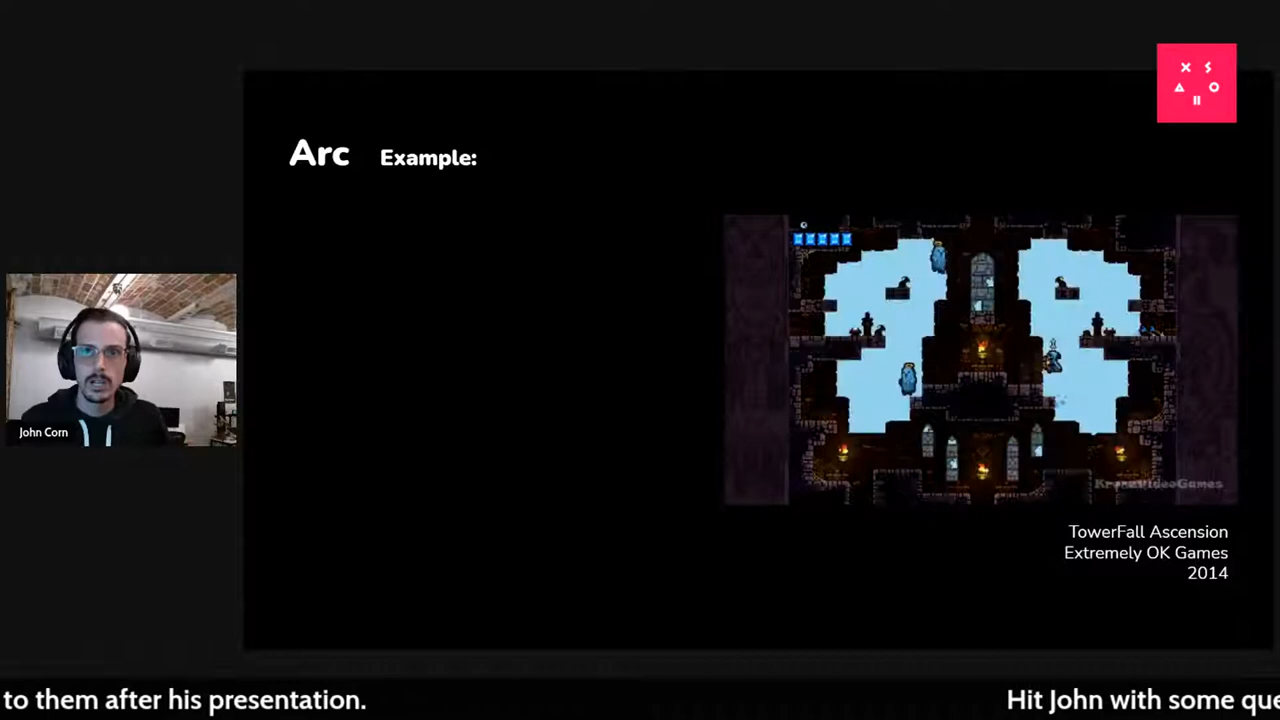 Arc Example:
John Corn
TowerFall Ascension
Extremely OK Games
2014
to them after his presentation.
Hit John with some que